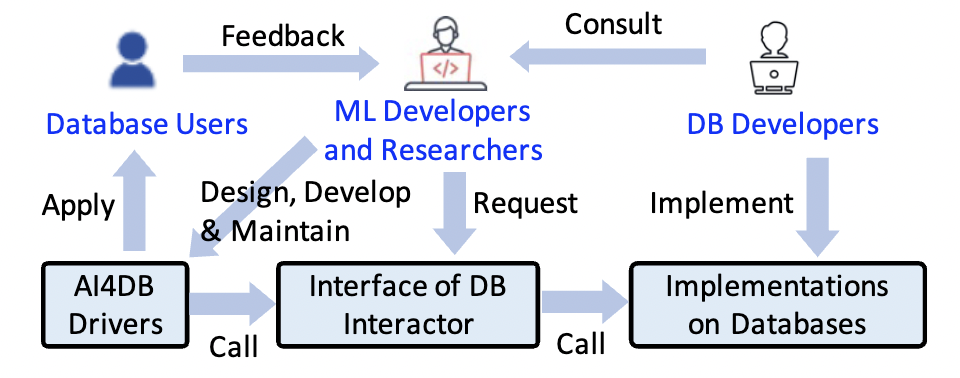 Feedback
Consult
</>
Database Users
ML Developers
and Researchers
DB Developers
Apply
Design, Develop
& Maintain
Request
Implement
AI4DB
Drivers
Call
Interface of DB
Interactor
Call
Implementations
on Databases